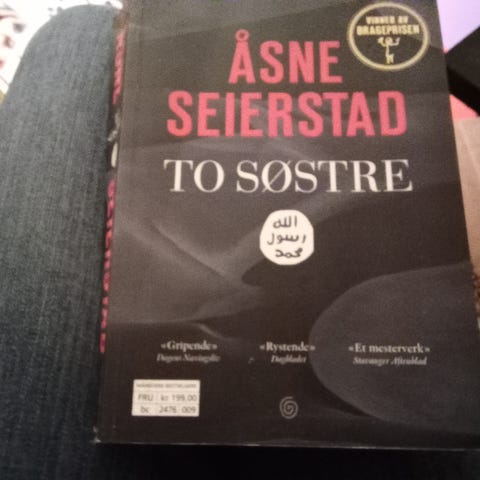 VINNER AV
BRAGEPRISEN
ÅSNE
SEIERSTAD
TO SØSTRE
الله
رسول
محمد
«Gripende»
Dagens Næringsliv
«Rystende»
Dagbladet
«Et mesterverk»
Stavanger Aftenblad
FRU kr 199,00
bc 2476 009